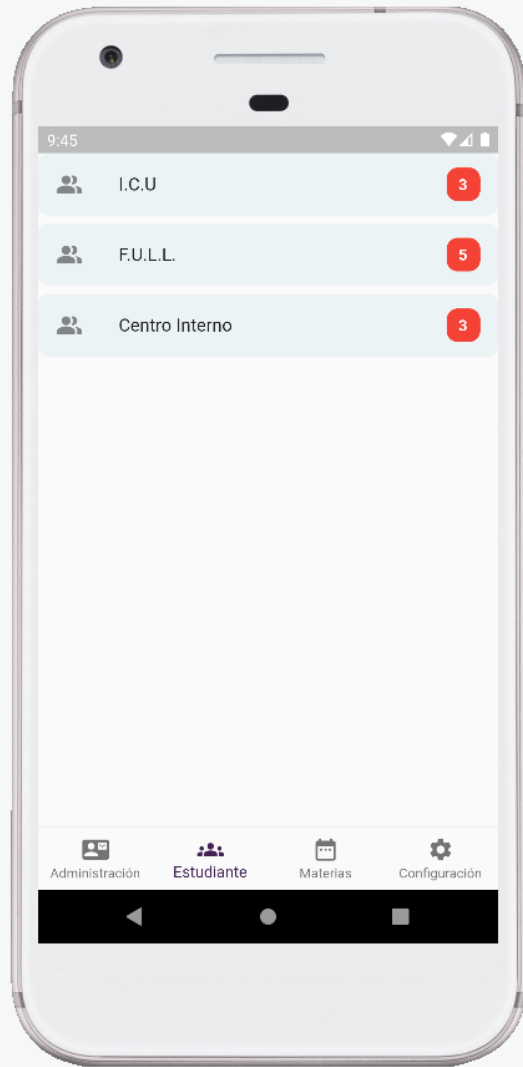 9:45
I.C.U 3
F.U.L.L. 5
Centro Interno 3
Administración Estudiante Materias Configuración